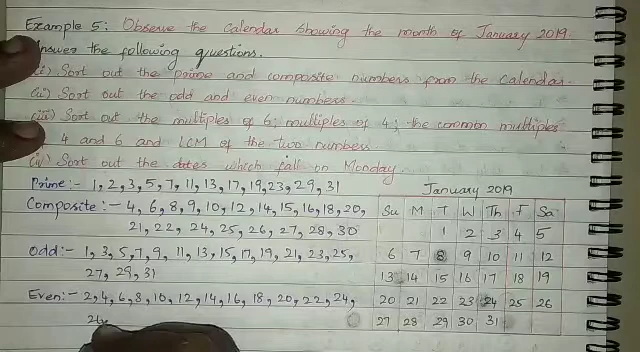 Example 5: Observe the Calendar showing the month of January 2019.
Answer the following questions.
(i) Sort out the prime and composite numbers from the calendar.
(ii) Sort out the odd and even numbers.
(iii) Sort out the multiples of 6; multiples of 4; the common multiples
4 and 6 and LCM of the two numbers
(iv) Sort out the dates which fall on Monday.
Prime:- 1, 2, 3, 5, 7, 11, 13, 17, 19, 23, 29, 31
Composite:- 4, 6, 8, 9, 10, 12, 14, 15, 16, 18, 20,
21, 22, 24, 25, 26, 27, 28, 30
Odd:- 1, 3, 5, 7, 9, 11, 13, 15, 17, 19, 21, 23, 25,
27, 29, 31
Even:- 2, 4, 6, 8, 10, 12, 14, 16, 18, 20, 22, 24,
26,
January 2019
Su M T W Th F Sa
1 2 3 4 5
6 7 8 9 10 11 12
13 14 15 16 17 18 19
20 21 22 23 24 25 26
27 28 29 30 31